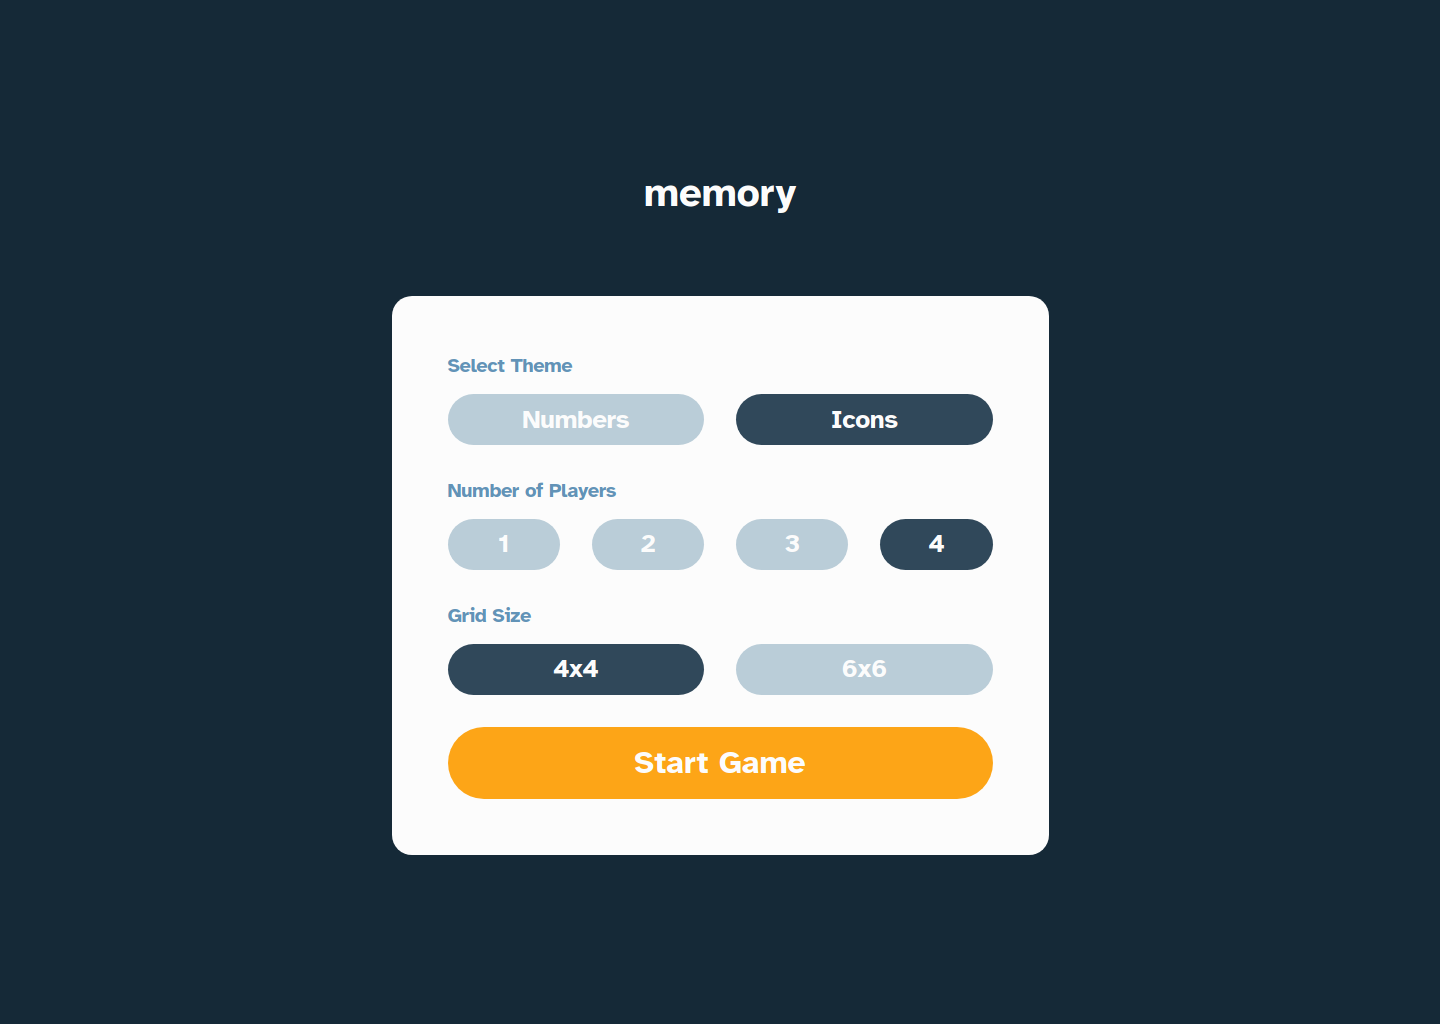 memory
Select Theme
Numbers Icons
Number of Players
1 2 3 4
Grid Size
4x4 6x6
Start Game